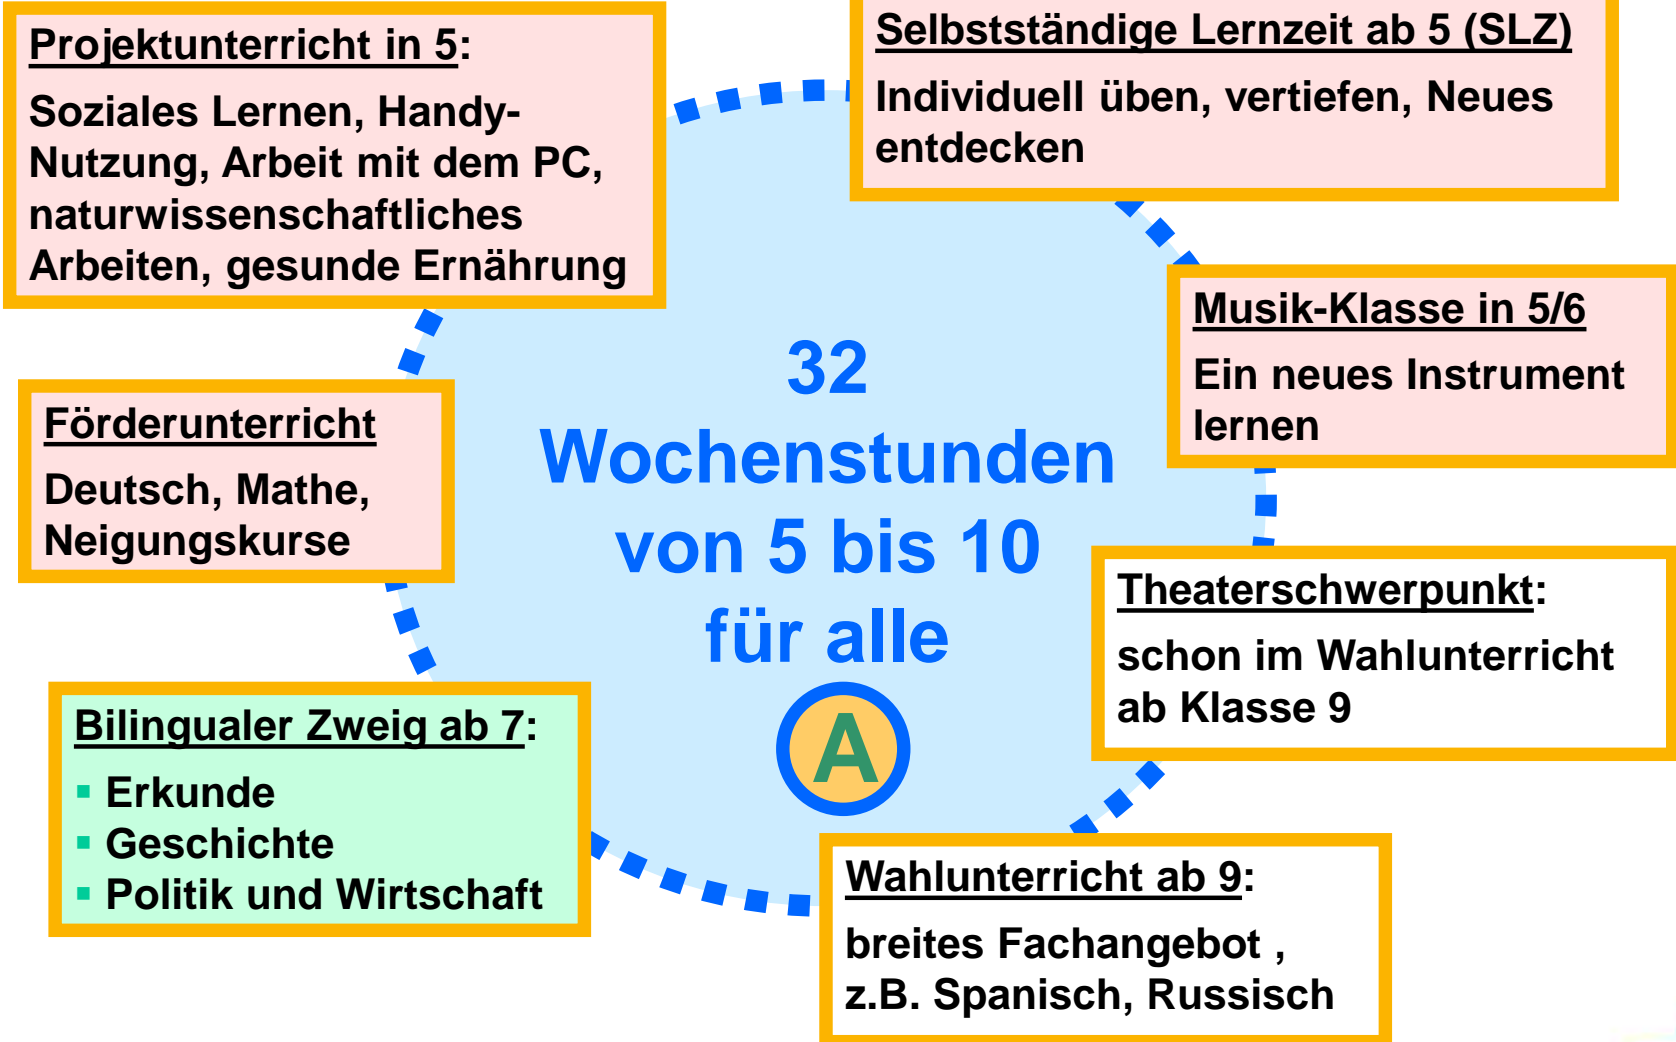 Projektunterricht in 5:
Soziales Lernen, Handy-
Nutzung, Arbeit mit dem PC,
naturwissenschaftliches
Arbeiten, gesunde Ernährung
Selbstständige Lernzeit ab 5 (SLZ)
Individuell üben, vertiefen, Neues
entdecken
Musik-Klasse in 5/6
Ein neues Instrument
lernen
Förderunterricht
Deutsch, Mathe,
Neigungskurse
32
Wochenstunden
von 5 bis 10
für alle
A
Theaterschwerpunkt:
schon im Wahlunterricht
ab Klasse 9
Bilingualer Zweig ab 7:
▪ Erkunde
▪ Geschichte
▪ Politik und Wirtschaft
Wahlunterricht ab 9:
breites Fachangebot ,
z.B. Spanisch, Russisch